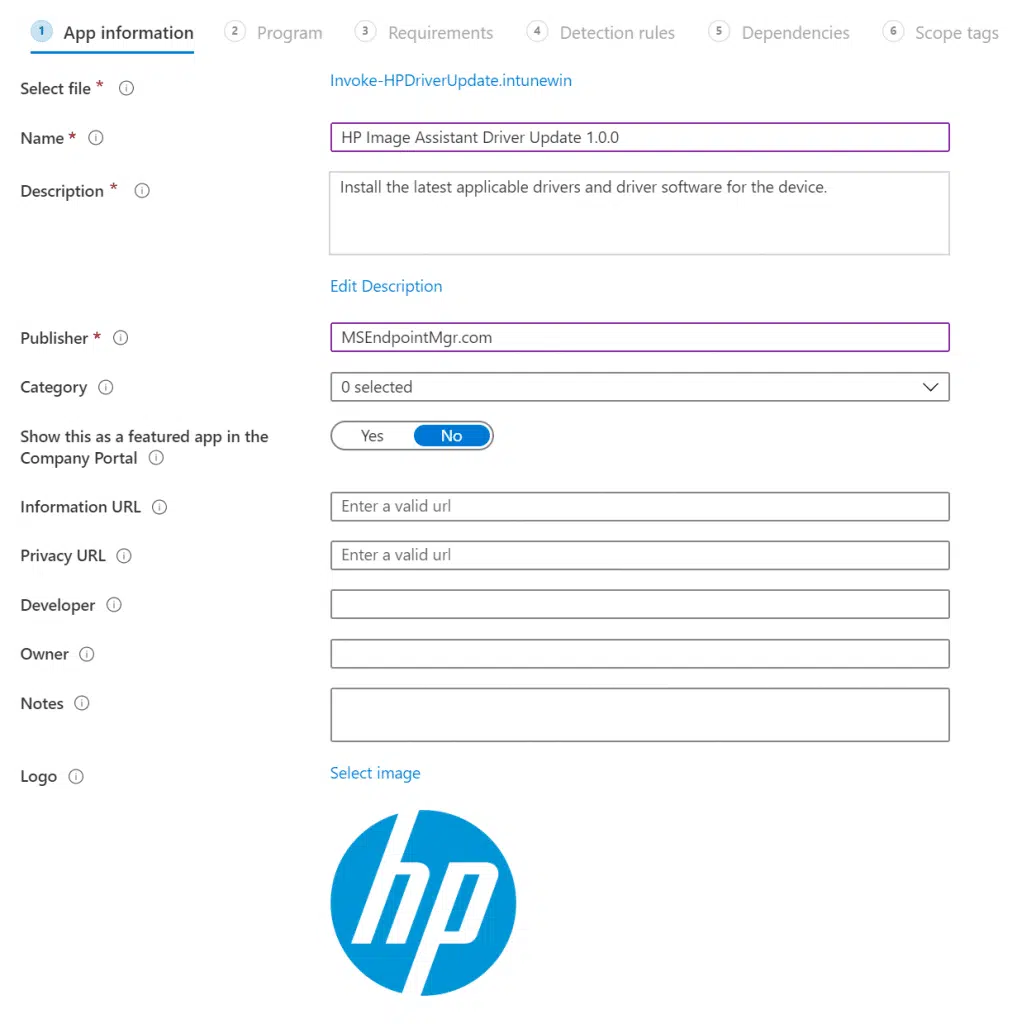 1 App information 2 Program 3 Requirements 4 Detection rules 5 Dependencies 6 Scope tags
Select file * Invoke-HPDriverUpdate.intunewin
Name * HP Image Assistant Driver Update 1.0.0
Description * Install the latest applicable drivers and driver software for the device.
Edit Description
Publisher * MSEndpointMgr.com
Category 0 selected
Show this as a featured app in the Yes No
Company Portal
Information URL Enter a valid url
Privacy URL Enter a valid url
Developer
Owner
Notes
Logo Select image
hp